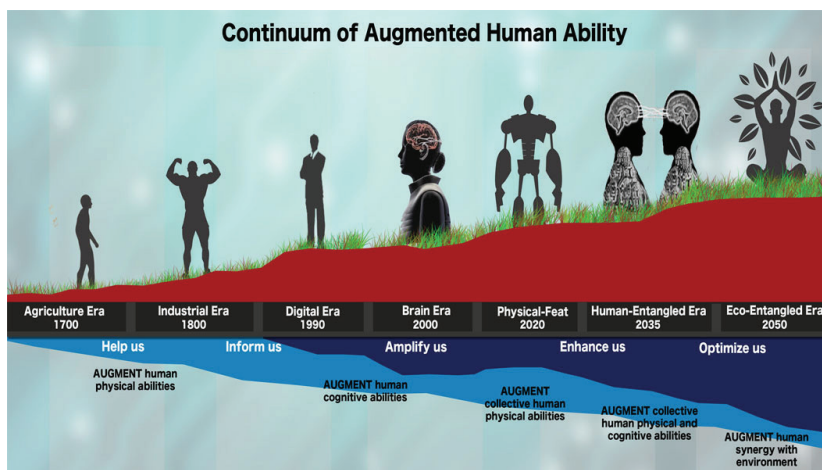 Continuum of Augmented Human Ability
Agriculture Era
1700
Industrial Era
1800
Digital Era
1990
Brain Era
2000
Physical-Feat
2020
Human-Entangled Era
2035
Eco-Entangled Era
2050
Help us
Inform us
Amplify us
Enhance us
Optimize us
AUGMENT human
physical abilities
AUGMENT human
cognitive abilities
AUGMENT
collective human
physical abilities
AUGMENT collective
human physical and
cognitive abilities
AUGMENT human
synergy with
environment